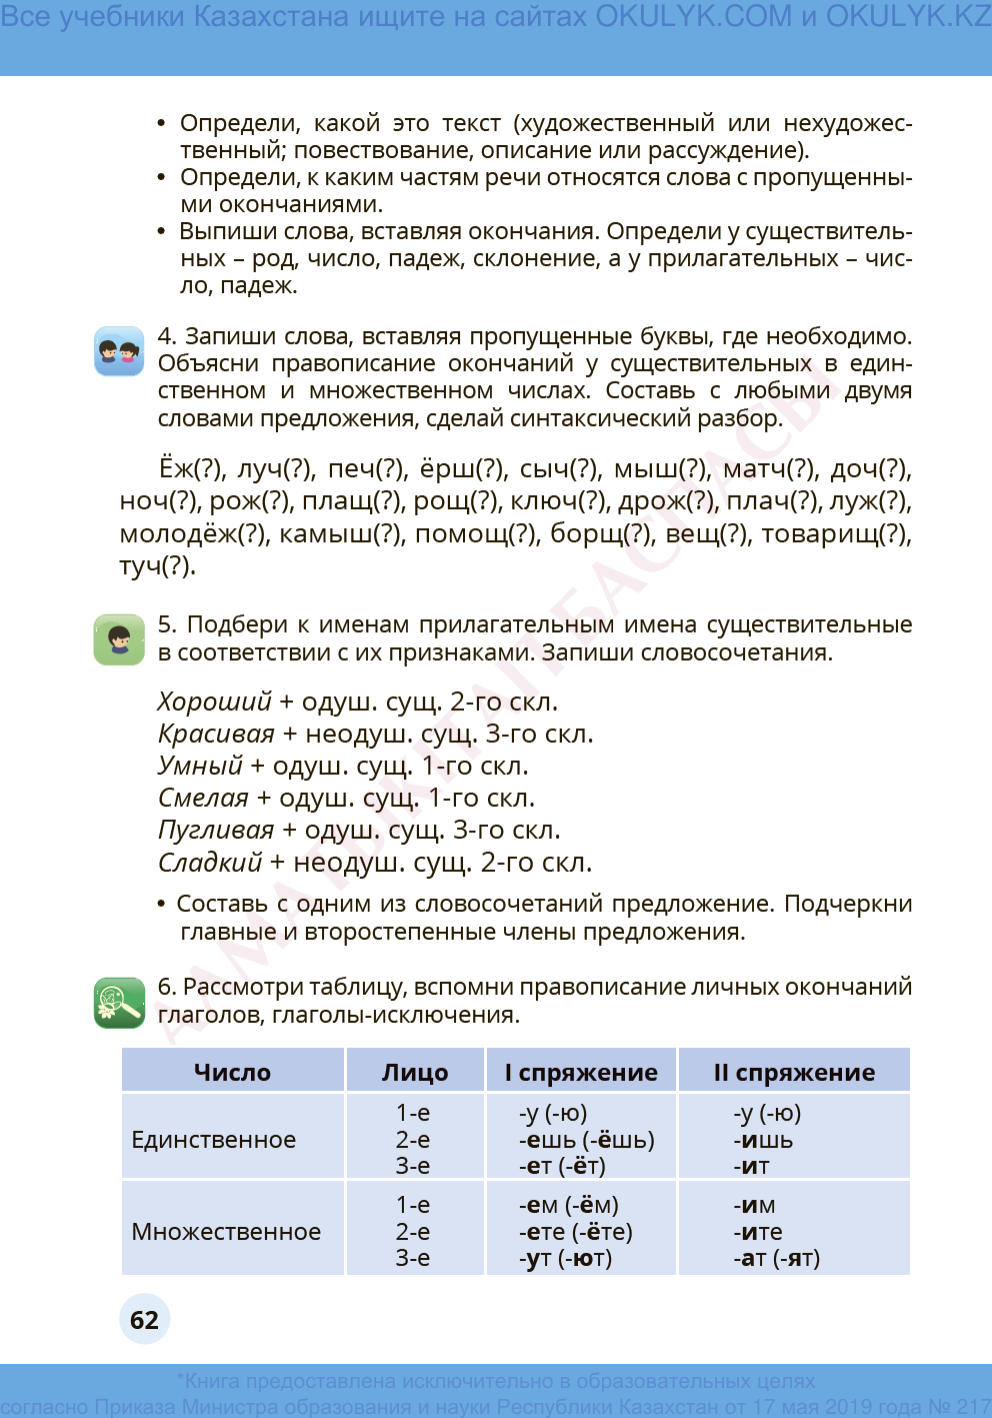 Все учебники Казахстана ищите на сайтах OKULYK.COM и OKULYK.KZ
• Определи, какой это текст (художественный или нехудожес-
твенный; повествование, описание или рассуждение).
• Определи, к каким частям речи относятся слова с пропущенны-
ми окончаниями.
• Выпиши слова, вставляя окончания. Определи у существитель-
ных – род, число, падеж, склонение, а у прилагательных – чис-
ло, падеж.
4. Запиши слова, вставляя пропущенные буквы, где необходимо.
Объясни правописание окончаний у существительных в един-
ственном и множественном числах. Составь с любыми двумя
словами предложения, сделай синтаксический разбор.
Ёж(?), луч(?), печ(?), ёрш(?), сыч(?), мыш(?), матч(?), доч(?),
ноч(?), рож(?), плащ(?), рощ(?), ключ(?), дрож(?), плач(?), луж(?),
молодёж(?), камыш(?), помощ(?), борщ(?), вещ(?), товарищ(?),
туч(?).
5. Подбери к именам прилагательным имена существительные
в соответствии с их признаками. Запиши словосочетания.
Хороший + одуш. сущ. 2-го скл.
Красивая + неодуш. сущ. 3-го скл.
Умный + одуш. сущ. 1-го скл.
Смелая + одуш. сущ. 1-го скл.
Пугливая + одуш. сущ. 3-го скл.
Сладкий + неодуш. сущ. 2-го скл.
• Составь с одним из словосочетаний предложение. Подчеркни
главные и второстепенные члены предложения.
6. Рассмотри таблицу, вспомни правописание личных окончаний
глаголов, глаголы-исключения.
Число Лицо I спряжение II спряжение
1-е -у (-ю) -у (-ю)
Единственное 2-е -ешь (-ёшь) -ишь
3-е -ет (-ёт) -ит
1-е -ем (-ём) -им
Множественное 2-е -ете (-ёте) -ите
3-е -ут (-ют) -ат (-ят)
62
АЛМАТЫКІТАП БАСПАСЫ
*Книга предоставлена исключительно в образовательных целях
согласно Приказа Министра образования и науки Республики Казахстан от 17 мая 2019 года № 217